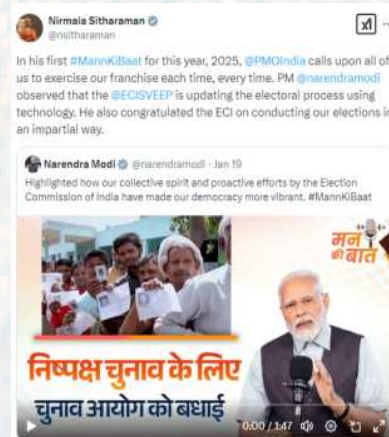 Nirmala Sitharaman
@nsitharaman
In his first #MannKiBaat for this year, 2025, @PMOIndia calls upon all of
us to exercise our franchise each time, every time. PM @narendramodi
observed that the @ECISVEEP is updating the electoral process using
technology. He also congratulated the ECI on conducting our elections in
an impartial way.
Narendra Modi @narendramodi · Jan 19
Highlighted how our collective spirit and proactive efforts by the Election
Commission of India have made our democracy more vibrant. #MannKiBaat
मन
की बात
निष्पक्ष चुनाव के लिए
चुनाव आयोग को बधाई
0:00 / 1:47